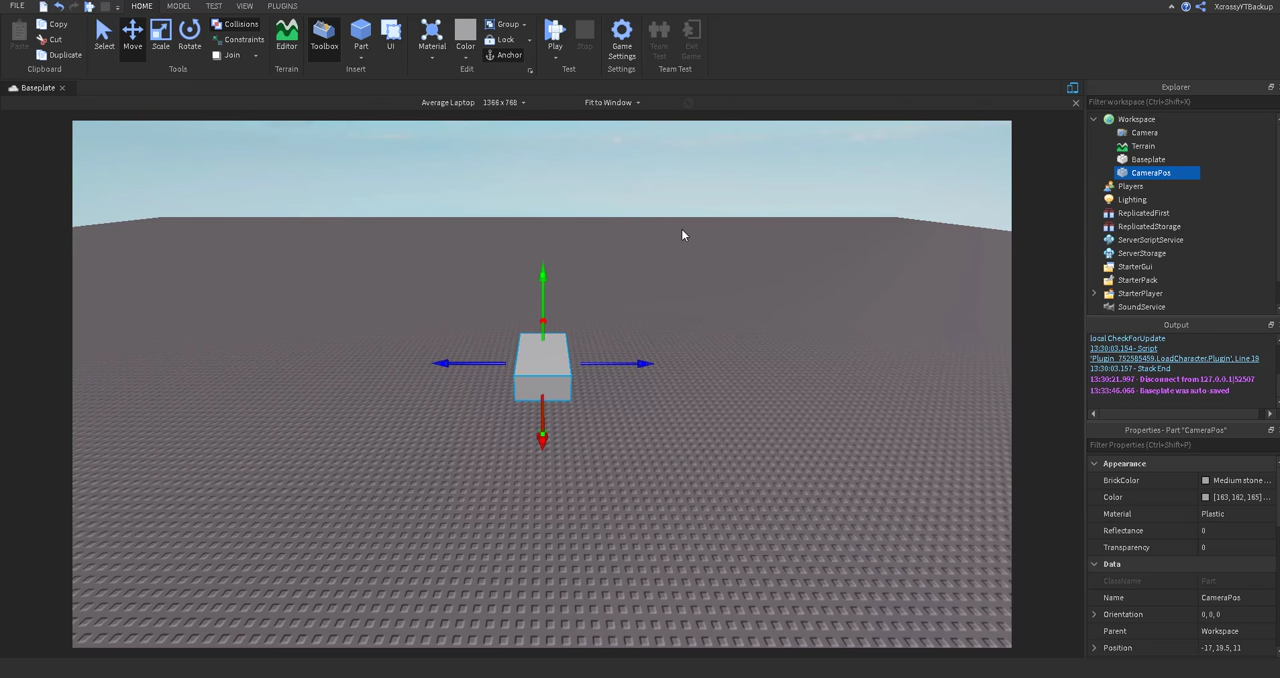 FILE HOME MODEL TEST VIEW PLUGINS XcrossyYTBackup
Paste Copy Cut Duplicate
Clipboard
Select Move Scale Rotate Collisions Constraints Join
Tools
Editor
Terrain
Toolbox Part UI
Insert
Material Color Group Lock Anchor
Edit
Play Stop
Test
Game Settings
Settings
Team Test Exit Game
Team Test
Baseplate
Average Laptop 1366 x 768 Fit to Window
Explorer
Filter workspace (Ctrl+Shift+X)
Workspace
Camera
Terrain
Baseplate
CameraPos
Players
Lighting
ReplicatedFirst
ReplicatedStorage
ServerScriptService
ServerStorage
StarterGui
StarterPack
StarterPlayer
SoundService
Output
local CheckForUpdate
13:30:03.154 - Script
'Plugin_752585459.LoadCharacter.Plugin', Line 19
13:30:03.157 - Stack End
13:30:21.997 - Disconnect from 127.0.0.1|52507
13:33:46.066 - Baseplate was auto-saved
Properties - Part "CameraPos"
Filter Properties (Ctrl+Shift+P)
Appearance
BrickColor Medium stone ...
Color [163, 162, 165] ...
Material Plastic
Reflectance 0
Transparency 0
Data
ClassName Part
Name CameraPos
Orientation 0, 0, 0
Parent Workspace
Position -17, 19.5, 11